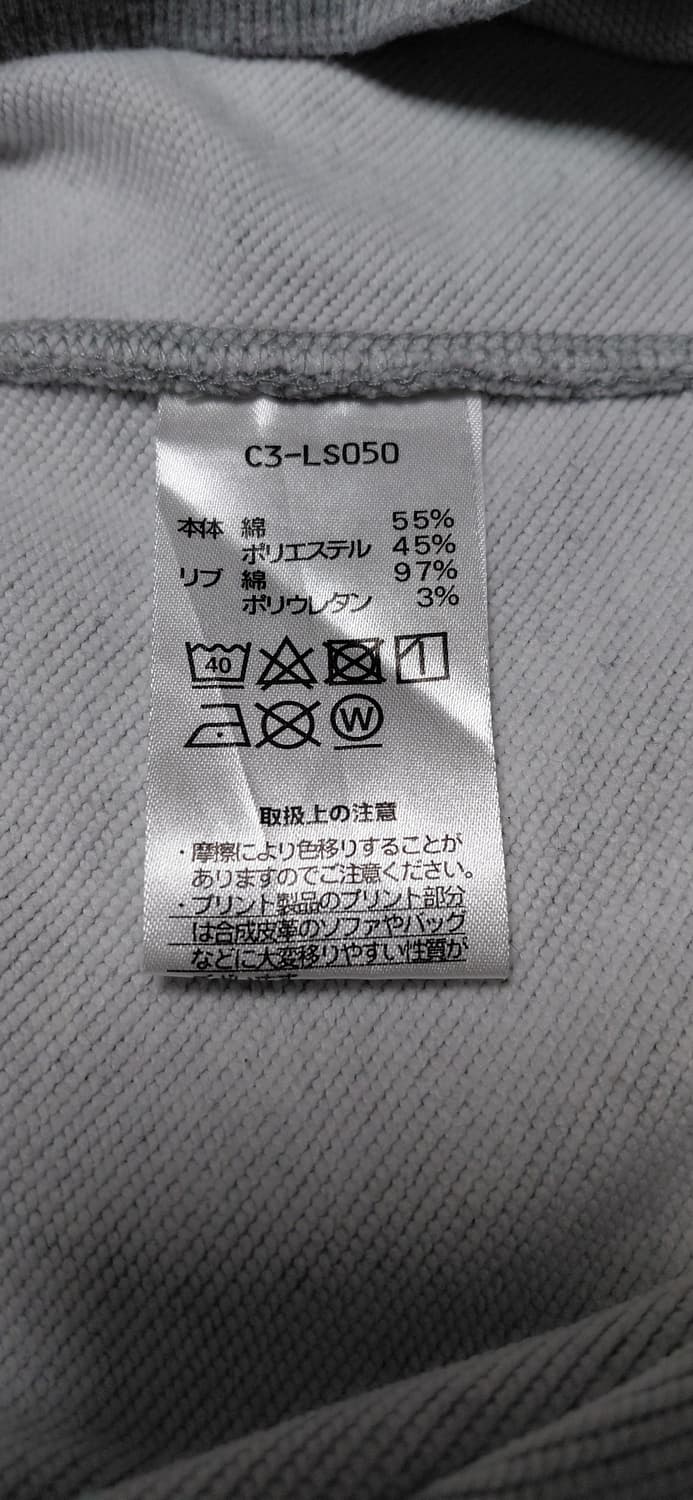 C3-LS050
本体 綿 55%
ポリエステル 45%
リブ 綿 97%
ポリウレタン 3%
40
W
取扱上の注意
・摩擦により色移りすることが
ありますのでご注意ください。
・プリント製品のプリント部分
は合成皮革のソファやバッグ
などに大変移りやすい性質が